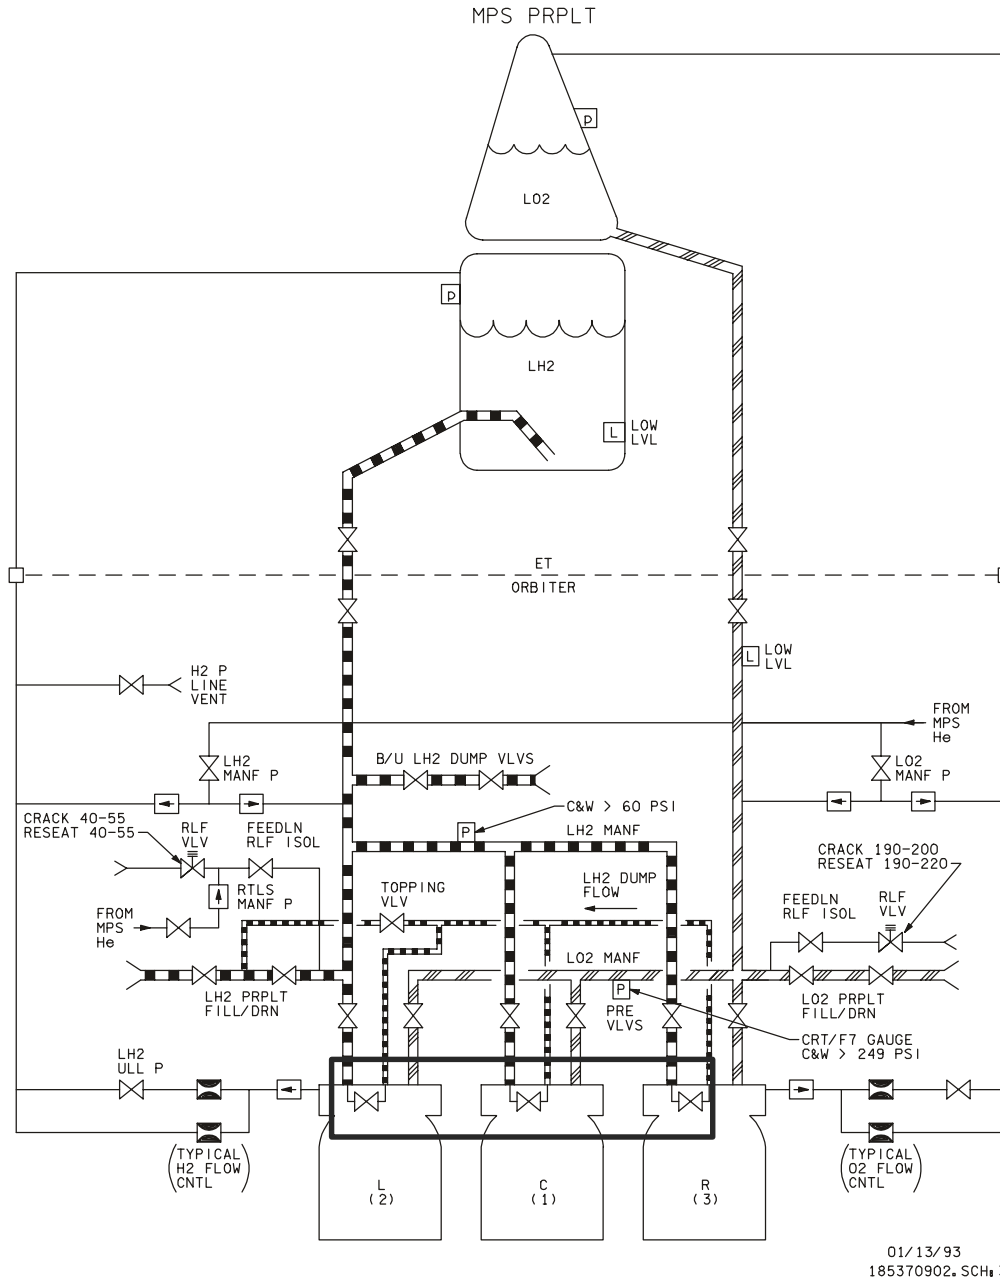 MPS PRPLT
P
LO2
P
LH2
L
LOW
LVL
ET
ORBITER
L
LOW
LVL
H2 P
LINE
VENT
FROM
MPS
He
LH2
MANF P
B/U LH2 DUMP VLVS
LO2
MANF P
CRACK 40-55
RESEAT 40-55
RLF
VLV
FEEDLN
RLF ISOL
P
C&W > 60 PSI
LH2 MANF
CRACK 190-200
RESEAT 190-220
RTLS
MANF P
TOPPING
VLV
LH2 DUMP
FLOW
FEEDLN
RLF ISOL
RLF
VLV
FROM
MPS
He
LO2 MANF
LH2 PRPLT
FILL/DRN
P
PRE
VLVS
LO2 PRPLT
FILL/DRN
CRT/F7 GAUGE
C&W > 249 PSI
LH2
ULL P
(TYPICAL
H2 FLOW
CNTL)
L
(2)
C
(1)
R
(3)
(TYPICAL
O2 FLOW
CNTL)
01/13/93
185370902. SCH;